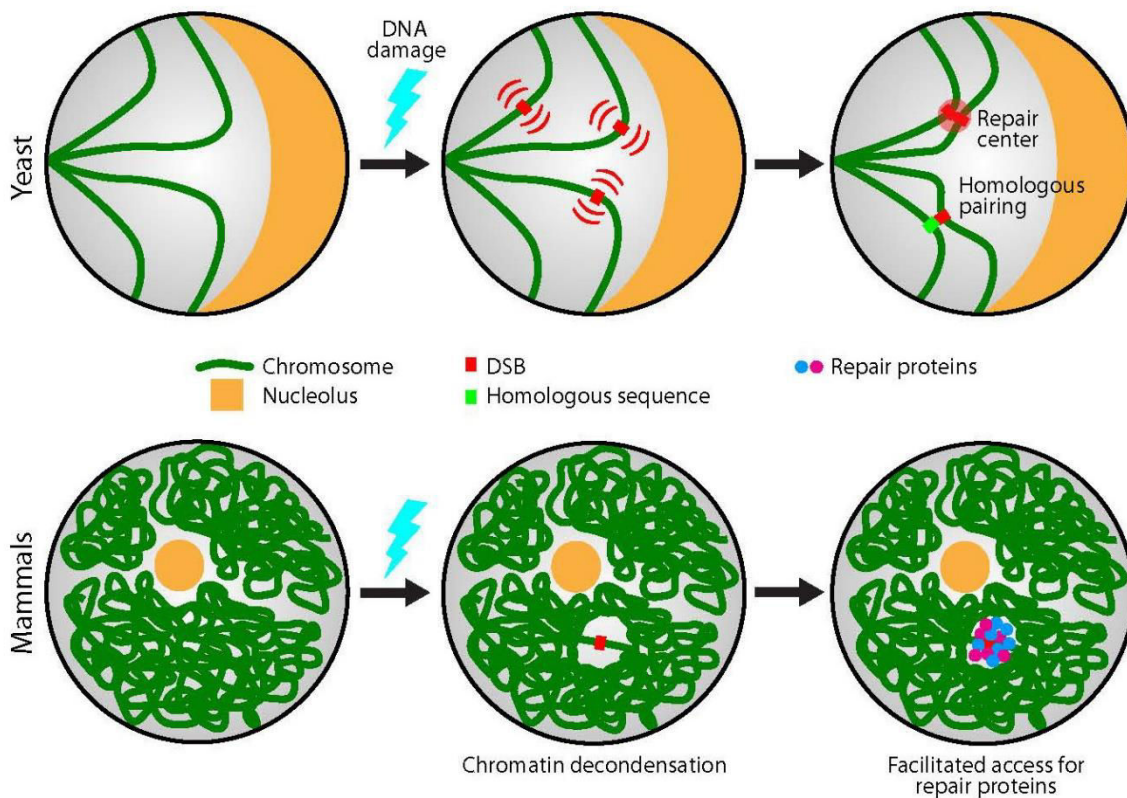 DNA
damage
Yeast
Repair
center
Homologous
pairing
Chromosome
DSB
Repair proteins
Nucleolus
Homologous sequence
Mammals
Chromatin decondensation
Facilitated access for
repair proteins